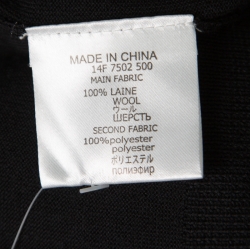 MADE IN CHINA
14F 7502 500
MAIN FABRIC
100% LAINE
WOOL
ウール
ШЕРСТЬ
SECOND FABRIC
100%polyester
polyester
ポリエステル
полиэфир